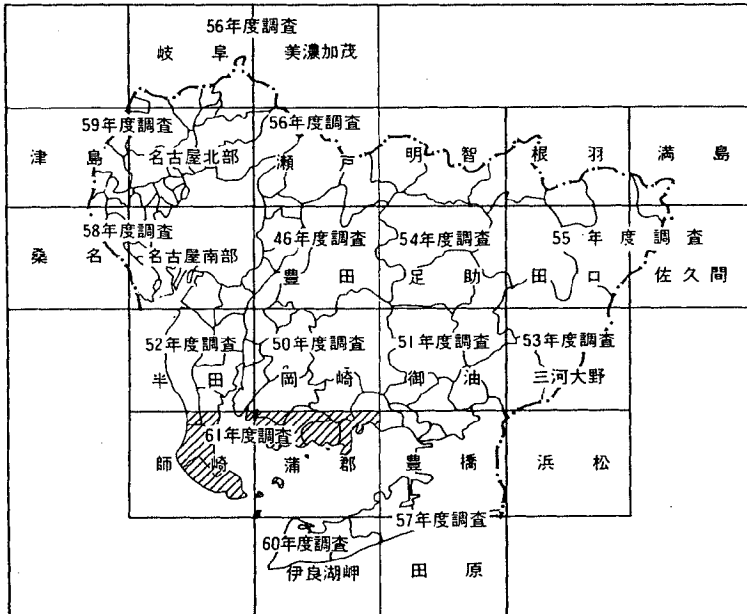 56年度調査
岐阜 美濃加茂
59年度調査 56年度調査
津島 名古屋北部 瀬戸 明智 根羽 満島
58年度調査 46年度調査 54年度調査 55年度調査
桑名 名古屋南部 豊田 足助 田口 佐久間
52年度調査 50年度調査 51年度調査 53年度調査
半田 岡崎 御油 三河大野
61年度調査
師崎 蒲郡 豊橋 浜松
57年度調査
60年度調査
伊良湖岬 田原